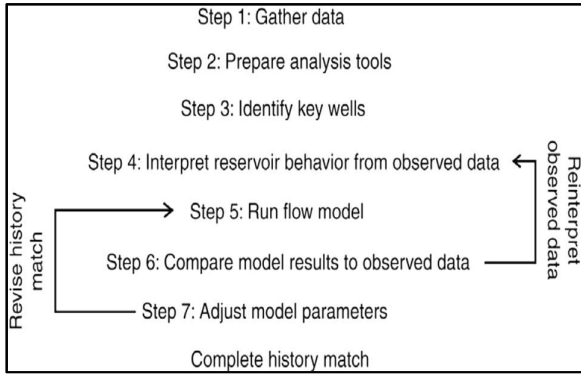 Step 1: Gather data
Step 2: Prepare analysis tools
Step 3: Identify key wells
Step 4: Interpret reservoir behavior from observed data
Step 5: Run flow model
Step 6: Compare model results to observed data
Step 7: Adjust model parameters
Complete history match
Revise history
match
Reinterpret
observed data